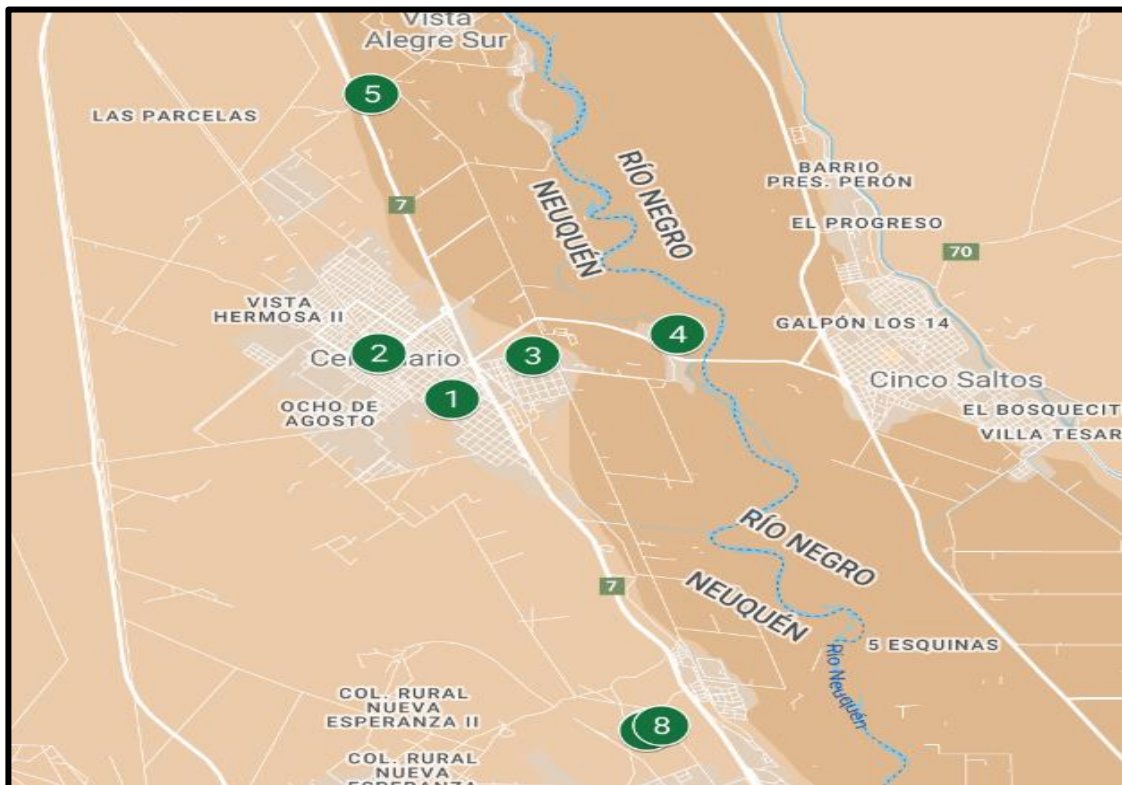 Vista
Alegre Sur
5
LAS PARCELAS
RÍO NEGRO
NEUQUÉN
BARRIO
PRES. PERÓN
7
EL PROGRESO
70
VISTA
HERMOSA II
GALPÓN LOS 14
4
2
3
Cinco Saltos
1
OCHO DE
AGOSTO
EL BOSQUECIT
VILLA TESAR
RÍO NEGRO
NEUQUÉN
7
5 ESQUINAS
Río Neuquén
COL. RURAL
NUEVA
ESPERANZA II
8
COL. RURAL
NUEVA